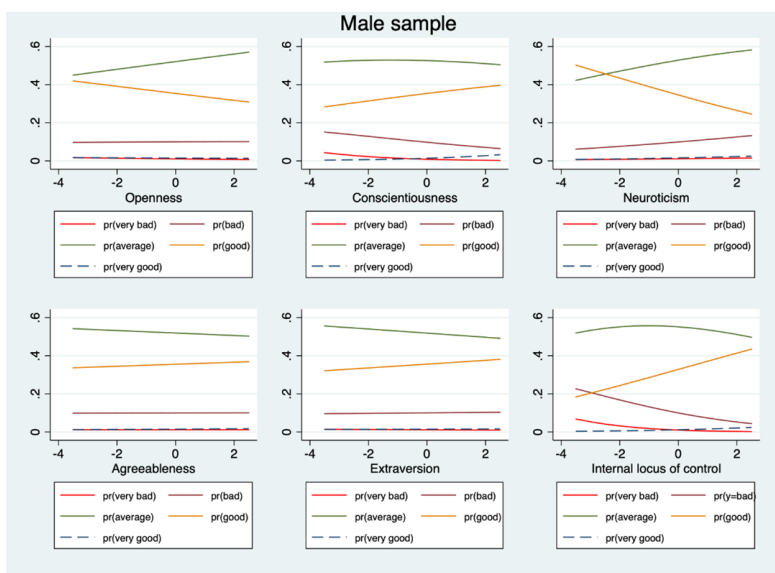 Male sample
.6
.4
.2
0
-4 -2 0 2
Openness
pr(very bad) pr(bad)
pr(average) pr(good)
pr(very good)
.6
.4
.2
0
-4 -2 0 2
Conscientiousness
pr(very bad) pr(bad)
pr(average) pr(good)
pr(very good)
.6
.4
.2
0
-4 -2 0 2
Neuroticism
pr(very bad) pr(bad)
pr(average) pr(good)
pr(very good)
.6
.4
.2
0
-4 -2 0 2
Agreeableness
pr(very bad) pr(bad)
pr(average) pr(good)
pr(very good)
.6
.4
.2
0
-4 -2 0 2
Extraversion
pr(very bad) pr(bad)
pr(average) pr(good)
pr(very good)
.6
.4
.2
0
-4 -2 0 2
Internal locus of control
pr(very bad) pr(y=bad)
pr(average) pr(good)
pr(very good)